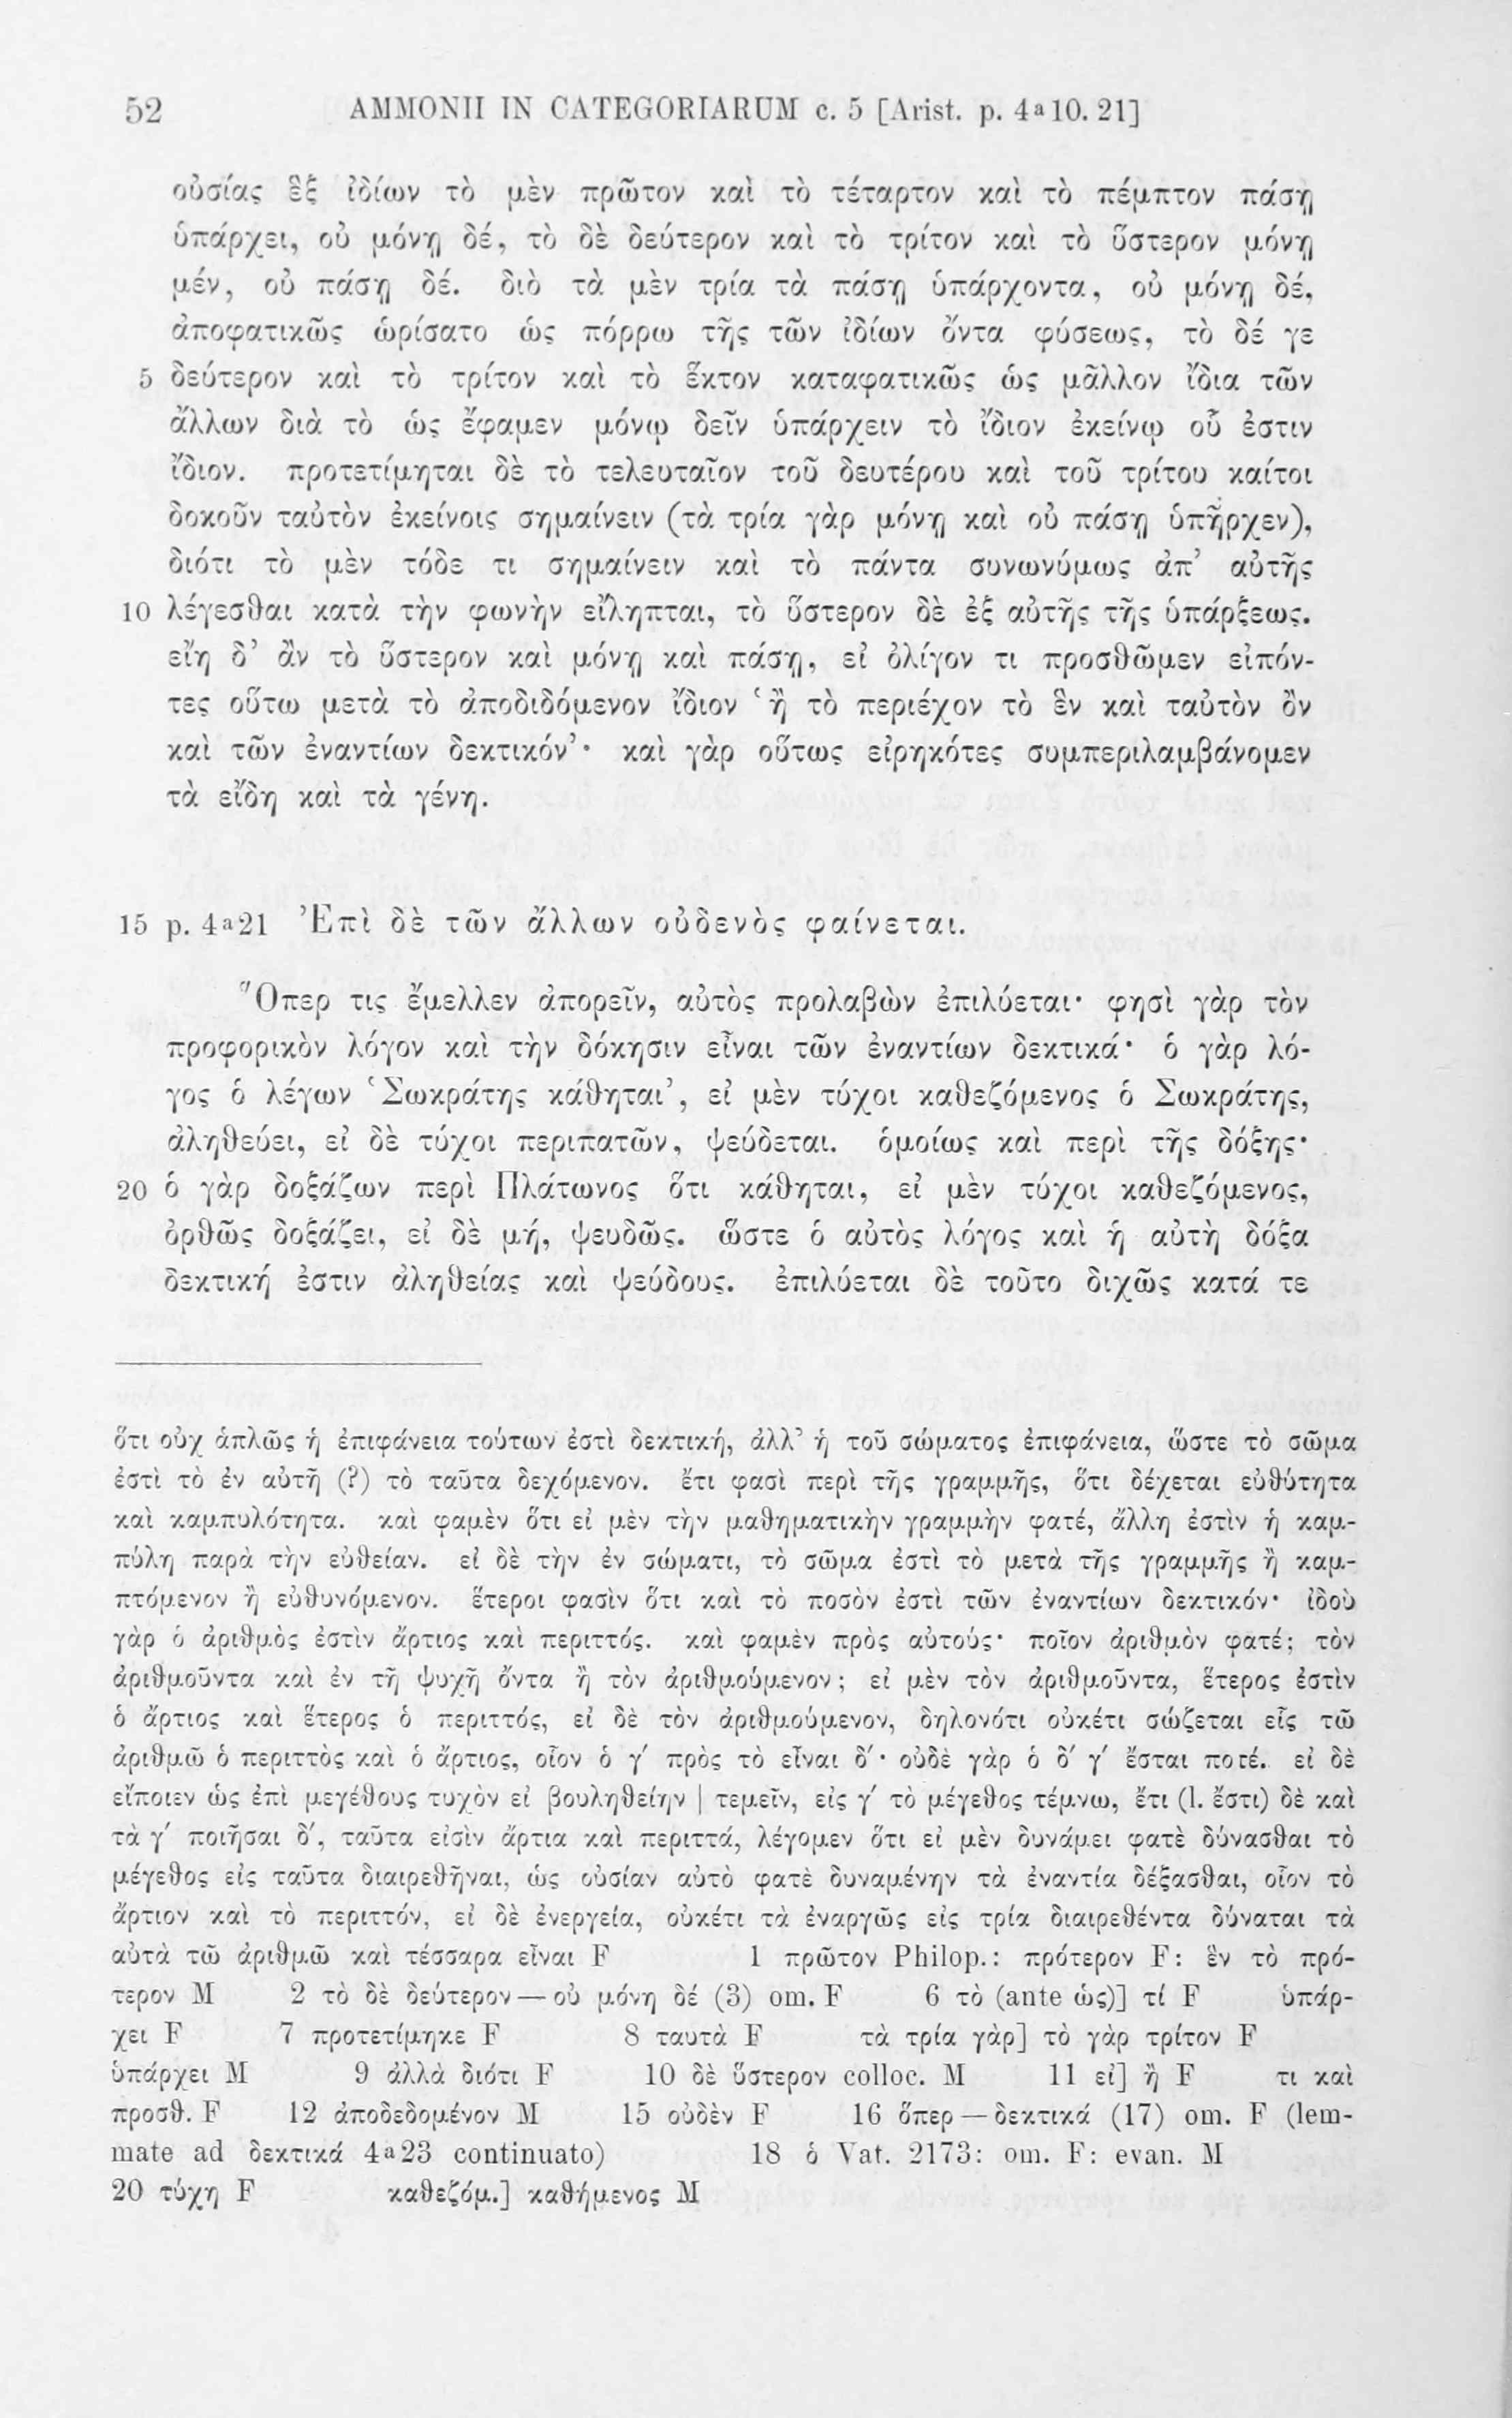 52 AMMONII IN CATEGORIARUM c. 5 [Arist. p. 4a10. 21]
οὐσίας ἓξ ἰδίων τὸ μὲν πρῶτον καὶ τὸ τέταρτον καὶ τὸ πέμπτον πάσῃ
ὑπάρχει, οὐ μόνῃ δέ, τὸ δὲ δεύτερον καὶ τὸ τρίτον καὶ τὸ ὕστερον μόνῃ
μέν, οὐ πάσῃ δέ. διὸ τὰ μὲν τρία τὰ πάσῃ ὑπάρχοντα, οὐ μόνῃ δέ,
ἀποφατικῶς ὡρίσατο ὡς πόρρω τῆς τῶν ἰδίων ὄντα φύσεως, τὸ δέ γε
5 δεύτερον καὶ τὸ τρίτον καὶ τὸ ἕκτον καταφατικῶς ὡς μᾶλλον ἴδια τῶν
ἄλλων διὰ τὸ ὡς ἔφαμεν μόνῳ δεῖν ὑπάρχειν τὸ ἴδιον ἐκείνῳ οὗ ἐστιν
ἴδιον. προτετίμηται δὲ τὸ τελευταῖον τοῦ δευτέρου καὶ τοῦ τρίτου καίτοι
δοκοῦν ταὐτὸν ἐκείνοις σημαίνειν (τὰ τρία γὰρ μόνῃ καὶ οὐ πάσῃ ὑπῆρχεν),
διότι τὸ μὲν τόδε τι σημαίνειν καὶ τὸ πάντα συνωνύμως ἀπ’ αὐτῆς
10 λέγεσθαι κατὰ τὴν φωνὴν εἴληπται, τὸ ὕστερον δὲ ἐξ αὐτῆς τῆς ὑπάρξεως.
εἴη δ’ ἂν τὸ ὕστερον καὶ μόνῃ καὶ πάσῃ, εἰ ὀλίγον τι προσθῶμεν εἰπόν-
τες οὕτω μετὰ τὸ ἀποδιδόμενον ἴδιον ‘ἢ τὸ περιέχον τὸ ἓν καὶ ταὐτὸν ὂν
καὶ τῶν ἐναντίων δεκτικόν’· καὶ γὰρ οὕτως εἰρηκότες συμπεριλαμβάνομεν
τὰ εἴδη καὶ τὰ γένη.
15 p. 4a21 Ἐπὶ δὲ τῶν ἄλλων οὐδενὸς φαίνεται.
Ὅπερ τις ἔμελλεν ἀπορεῖν, αὐτὸς προλαβὼν ἐπιλύεται· φησὶ γὰρ τὸν
προφορικὸν λόγον καὶ τὴν δόκησιν εἶναι τῶν ἐναντίων δεκτικά· ὁ γὰρ λό-
γος ὁ λέγων ‘Σωκράτης κάθηται’, εἰ μὲν τύχοι καθεζόμενος ὁ Σωκράτης,
ἀληθεύει, εἰ δὲ τύχοι περιπατῶν, ψεύδεται. ὁμοίως καὶ περὶ τῆς δόξης·
20 ὁ γὰρ δοξάζων περὶ Πλάτωνος ὅτι κάθηται, εἰ μὲν τύχοι καθεζόμενος,
ὀρθῶς δοξάζει, εἰ δὲ μή, ψευδῶς. ὥστε ὁ αὐτὸς λόγος καὶ ἡ αὐτὴ δόξα
δεκτική ἐστιν ἀληθείας καὶ ψεύδους. ἐπιλύεται δὲ τοῦτο διχῶς κατά τε
ὅτι οὐχ ἁπλῶς ἡ ἐπιφάνεια τούτων ἐστὶ δεκτική, ἀλλ’ ἡ τοῦ σώματος ἐπιφάνεια, ὥστε τὸ σῶμα
ἐστὶ τὸ ἐν αὐτῆ (?) τὸ ταῦτα δεχόμενον. ἔτι φασὶ περὶ τῆς γραμμῆς, ὅτι δέχεται εὐθύτητα
καὶ καμπυλότητα. καὶ φαμὲν ὅτι εἰ μὲν τὴν μαθηματικὴν γραμμὴν φατέ, ἄλλη ἐστὶν ἡ καμ-
πύλη παρὰ τὴν εὐθείαν. εἰ δὲ τὴν ἐν σώματι, τὸ σῶμα ἐστὶ τὸ μετὰ τῆς γραμμῆς ἢ καμ-
πτόμενον ἢ εὐθυνόμενον. ἕτεροι φασὶν ὅτι καὶ τὸ ποσὸν ἐστὶ τῶν ἐναντίων δεκτικόν· ἰδοὺ
γὰρ ὁ ἀριθμὸς ἐστὶν ἄρτιος καὶ περιττός. καὶ φαμὲν πρὸς αὐτούς· ποῖον ἀριθμὸν φατέ; τὸν
ἀριθμοῦντα καὶ ἐν τῆ ψυχῆ ὄντα ἢ τὸν ἀριθμούμενον; εἰ μὲν τὸν ἀριθμοῦντα, ἕτερος ἐστὶν
ὁ ἄρτιος καὶ ἕτερος ὁ περιττός, εἰ δὲ τὸν ἀριθμούμενον, δηλονότι οὐκέτι σώζεται εἷς τῶ
ἀριθμῶ ὁ περιττὸς καὶ ὁ ἄρτιος, οἷον ὁ γ′ πρὸς τὸ εἶναι δ′· οὐδὲ γὰρ ὁ δ′ γ′ ἔσται ποτέ. εἰ δὲ
εἴποιεν ὡς ἐπὶ μεγέθους τυχὸν εἰ βουληθείην | τεμεῖν, εἰς γ′ τὸ μέγεθος τέμνω, ἔτι (l. ἔστι) δὲ καὶ
τὰ γ′ ποιῆσαι δ′, ταῦτα εἰσὶν ἄρτια καὶ περιττά, λέγομεν ὅτι εἰ μὲν δυνάμει φατὲ δύνασθαι τὸ
μέγεθος εἰς ταῦτα διαιρεθῆναι, ὡς οὐσίαν αὐτὸ φατὲ δυναμένην τὰ ἐναντία δέξασθαι, οἷον τὸ
ἄρτιον καὶ τὸ περιττόν, εἰ δὲ ἐνεργεία, οὐκέτι τὰ ἐναργῶς εἰς τρία διαιρεθέντα δύναται τὰ
αὐτὰ τῶ ἀριθμῶ καὶ τέσσαρα εἶναι F 1 πρῶτον Philop.: πρότερον F: ἓν τὸ πρό-
τερον M 2 τὸ δὲ δεύτερον — οὐ μόνη δέ (3) om. F 6 τὸ (ante ὡς)] τί F ὑπάρ-
χει F 7 προτετίμηκε F 8 ταυτὰ F τὰ τρία γὰρ] τὸ γὰρ τρίτον F
ὑπάρχει M 9 ἀλλὰ διότι F 10 δὲ ὕστερον colloc. M 11 εἰ] ἢ F τι καὶ
προσθ. F 12 ἀποδεδομένον M 15 οὐδὲν F 16 ὅπερ — δεκτικά (17) om. F (lem-
mate ad δεκτικά 4a23 continuato) 18 ὁ Vat. 2173: om. F: evan. M
20 τύχη F καθεζόμ.] καθήμενος M